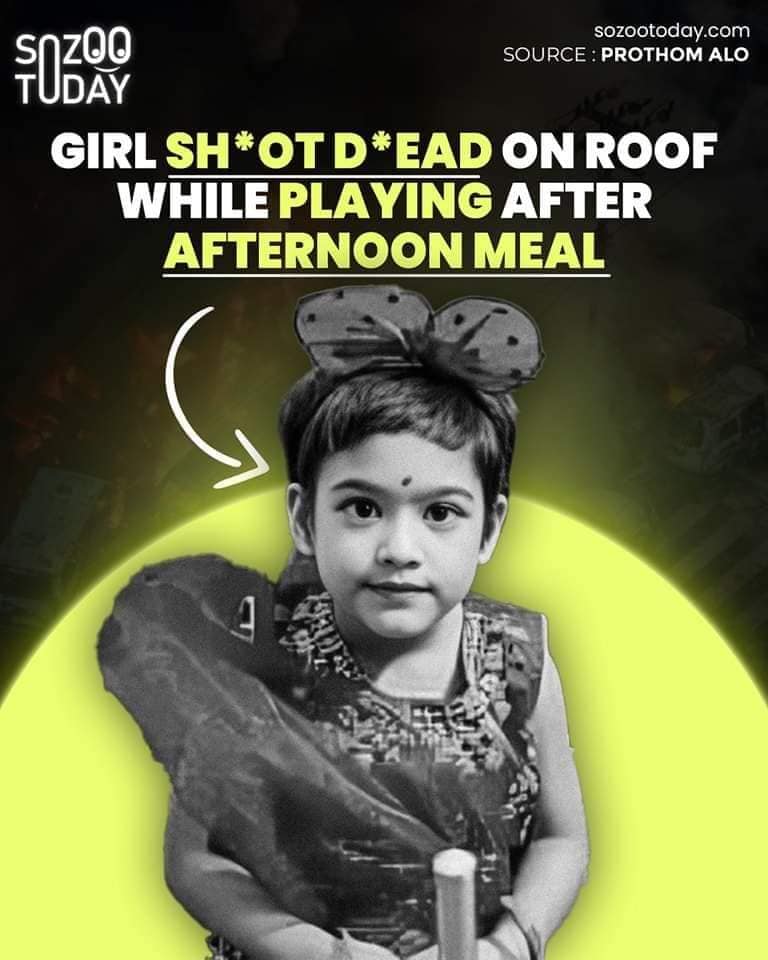 SOZOO
TODAY
sozootoday.com
SOURCE : PROTHOM ALO
GIRL SH*OT D*EAD ON ROOF
WHILE PLAYING AFTER
AFTERNOON MEAL